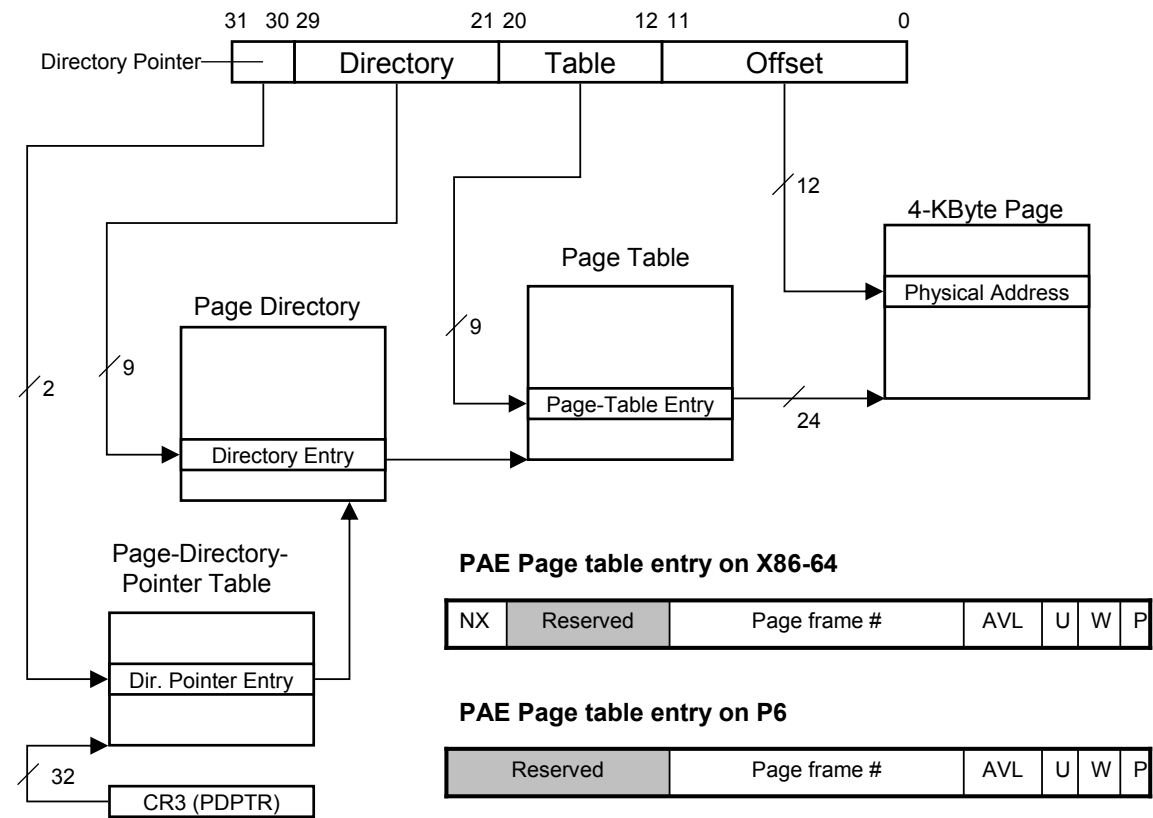 31 30 29 21 20 12 11 0
Directory Pointer Directory Table Offset
12
4-KByte Page
Page Table
Physical Address
Page Directory
9
9
2
Page-Table Entry
24
Directory Entry
Page-Directory-
Pointer Table
PAE Page table entry on X86-64
NX Reserved Page frame # AVL U W P
Dir. Pointer Entry
PAE Page table entry on P6
Reserved Page frame # AVL U W P
32
CR3 (PDPTR)